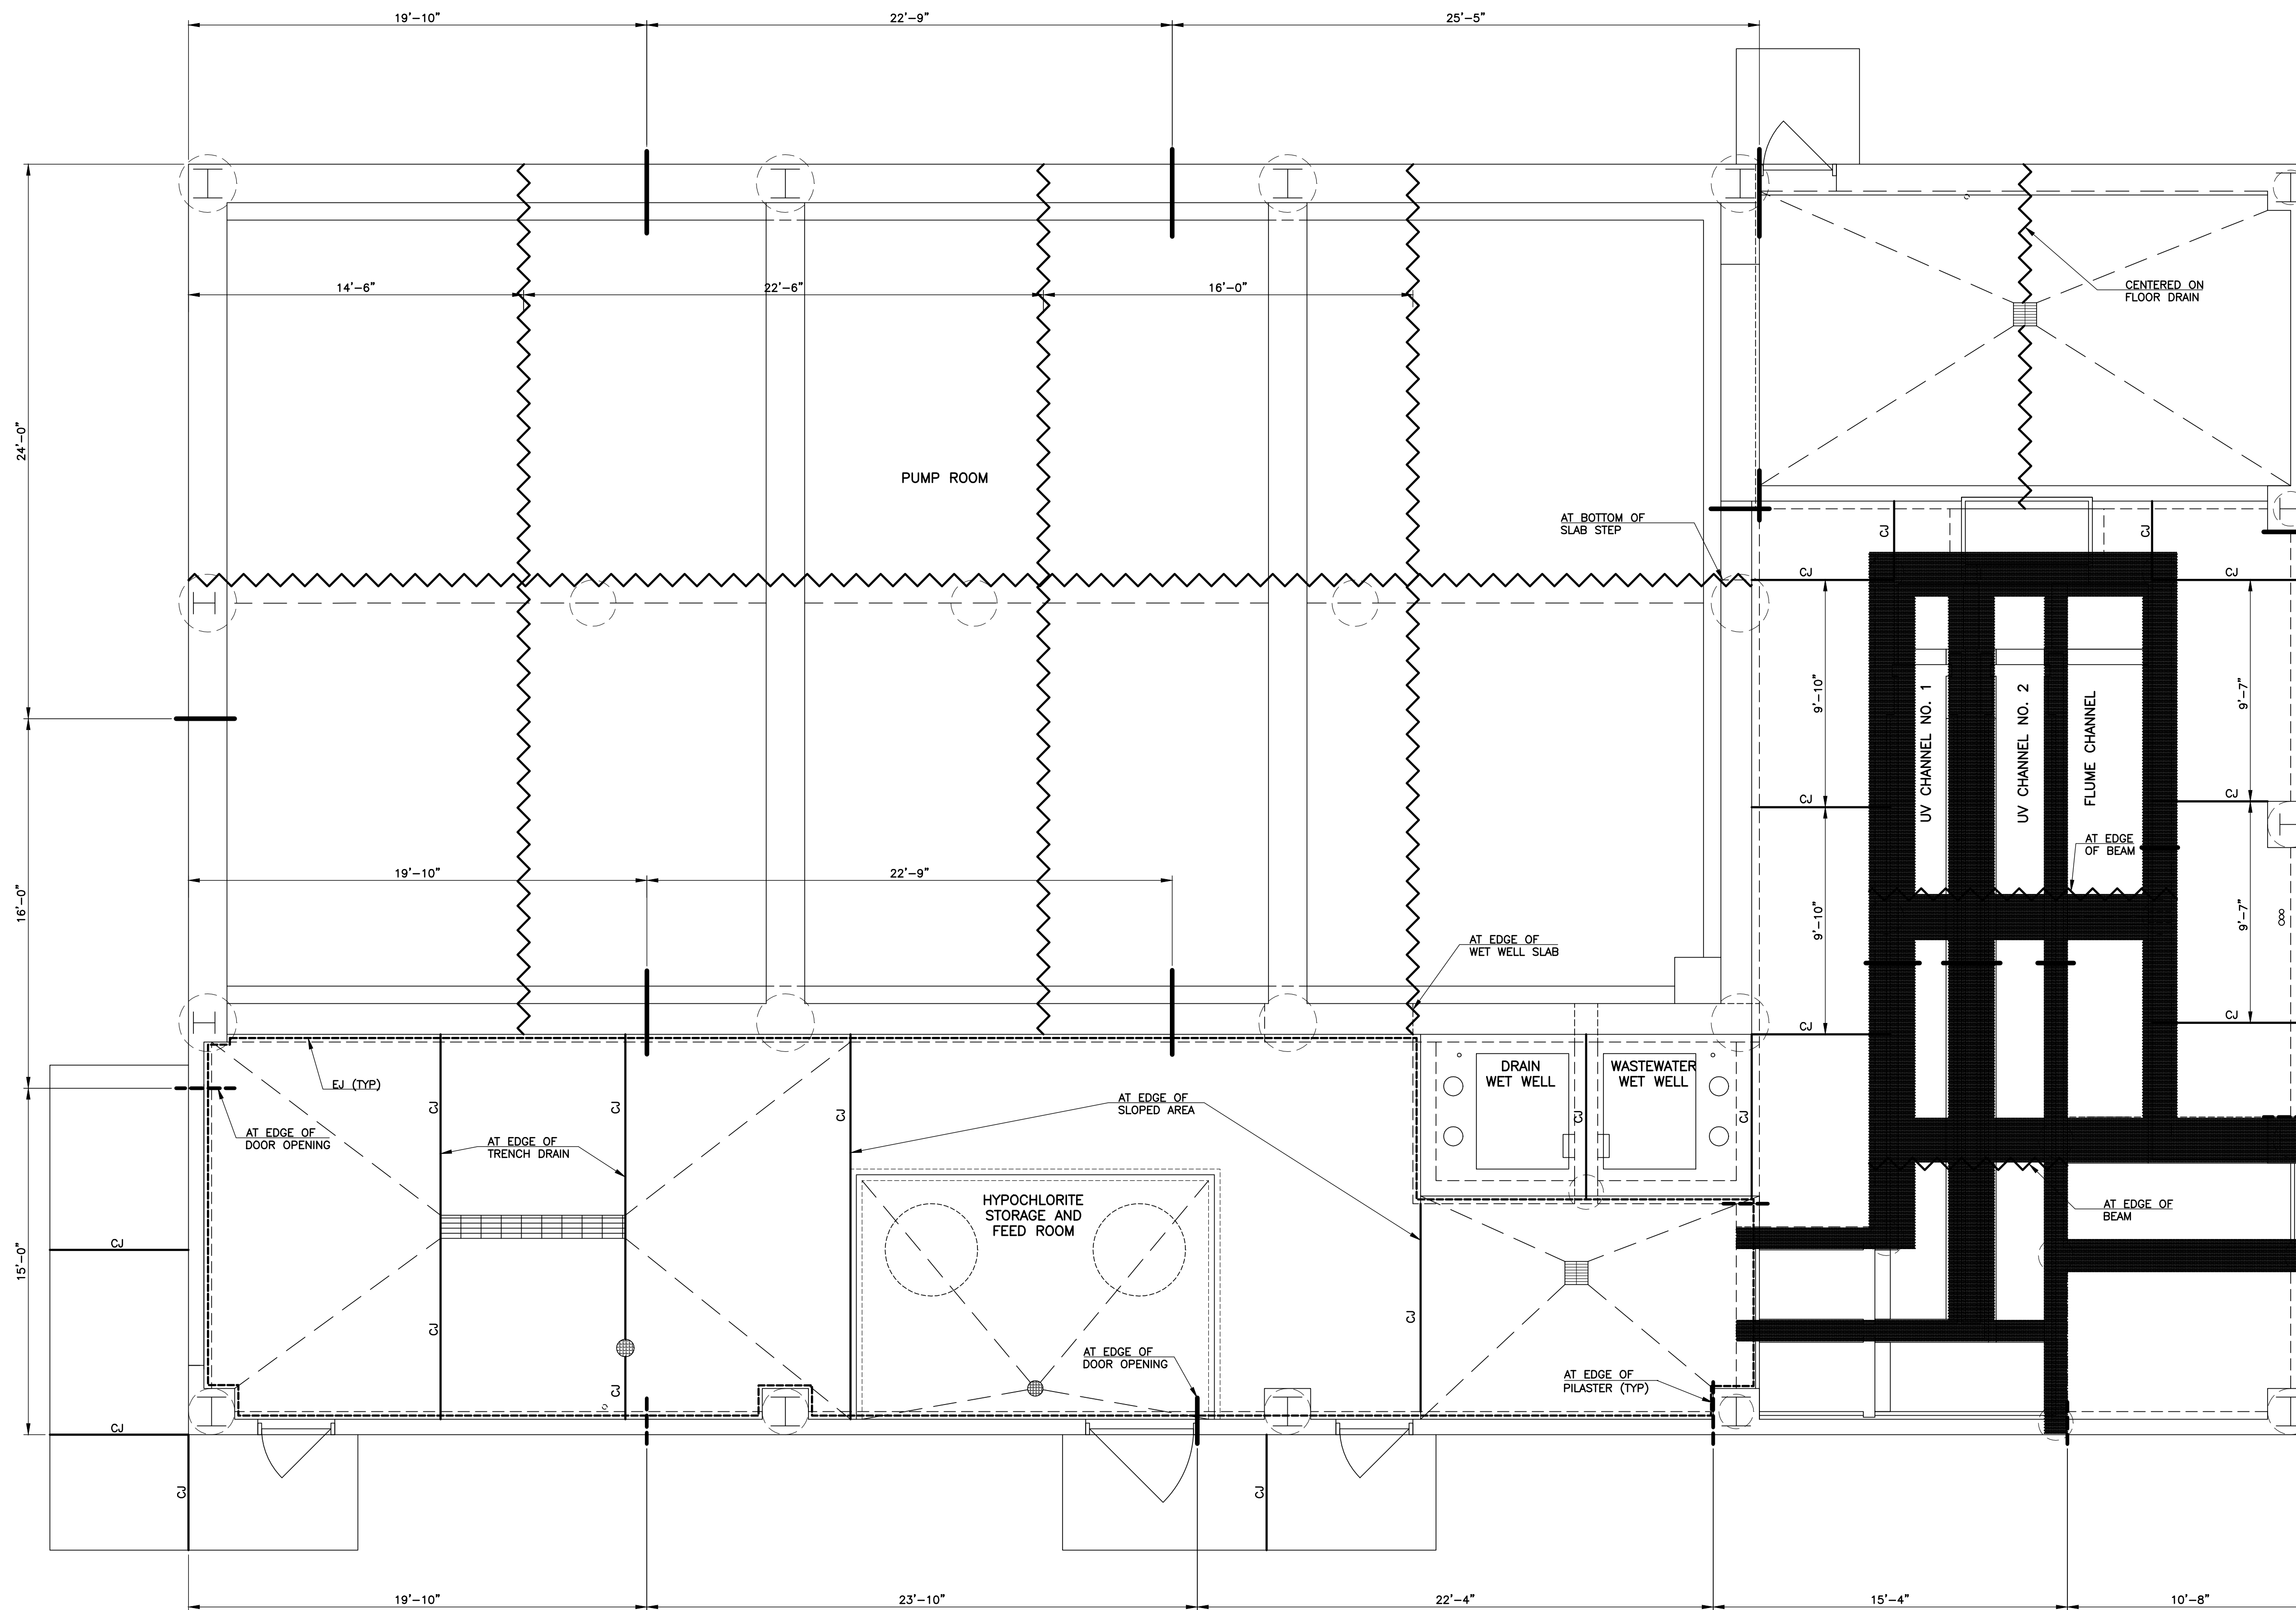 19'-10"
22'-9"
25'-5"
14'-6"
22'-6"
16'-0"
CENTERED ON
FLOOR DRAIN
24'-0"
PUMP ROOM
AT BOTTOM OF
SLAB STEP
CJ
CJ
CJ
CJ
9'-10"
9'-7"
UV CHANNEL NO. 1
UV CHANNEL NO. 2
FLUME CHANNEL
CJ
CJ
AT EDGE
OF BEAM
16'-0"
19'-10"
22'-9"
9'-10"
9'-7"
AT EDGE OF
WET WELL SLAB
CJ
CJ
EJ (TYP)
DRAIN
WET WELL
WASTEWATER
WET WELL
CJ
CJ
CJ
CJ
CJ
AT EDGE OF
SLOPED AREA
AT EDGE OF
DOOR OPENING
AT EDGE OF
TRENCH DRAIN
HYPOCHLORITE
STORAGE AND
FEED ROOM
AT EDGE OF
BEAM
15'-0"
CJ
CJ
CJ
CJ
AT EDGE OF
DOOR OPENING
AT EDGE OF
PILASTER (TYP)
CJ
CJ
CJ
19'-10"
23'-10"
22'-4"
15'-4"
10'-8"